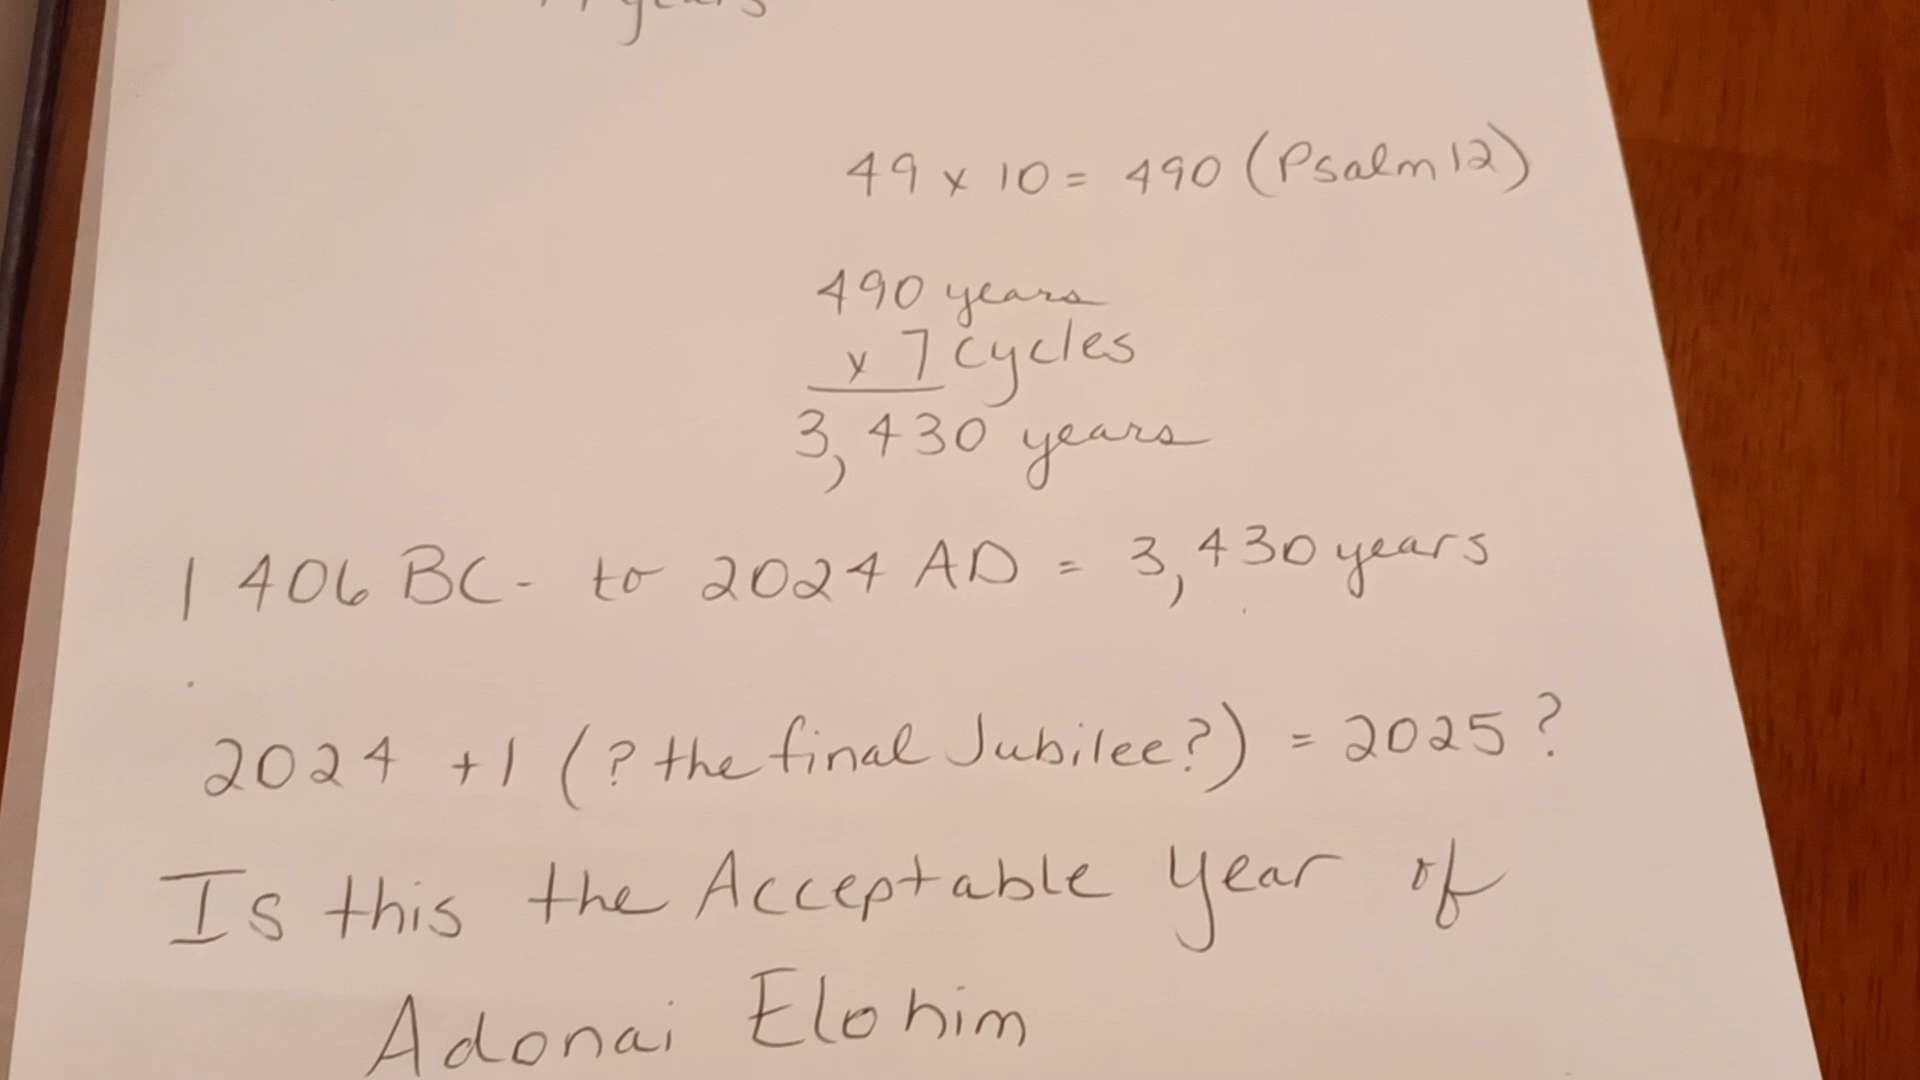 years
49 x 10 = 490 (Psalm 12)
490 years
x 7 cycles
3,430 years
1406 BC - to 2024 AD = 3,430 years
2024 +1 (? the final Jubilee?) = 2025?
Is this the Acceptable Year of
Adonai Elohim